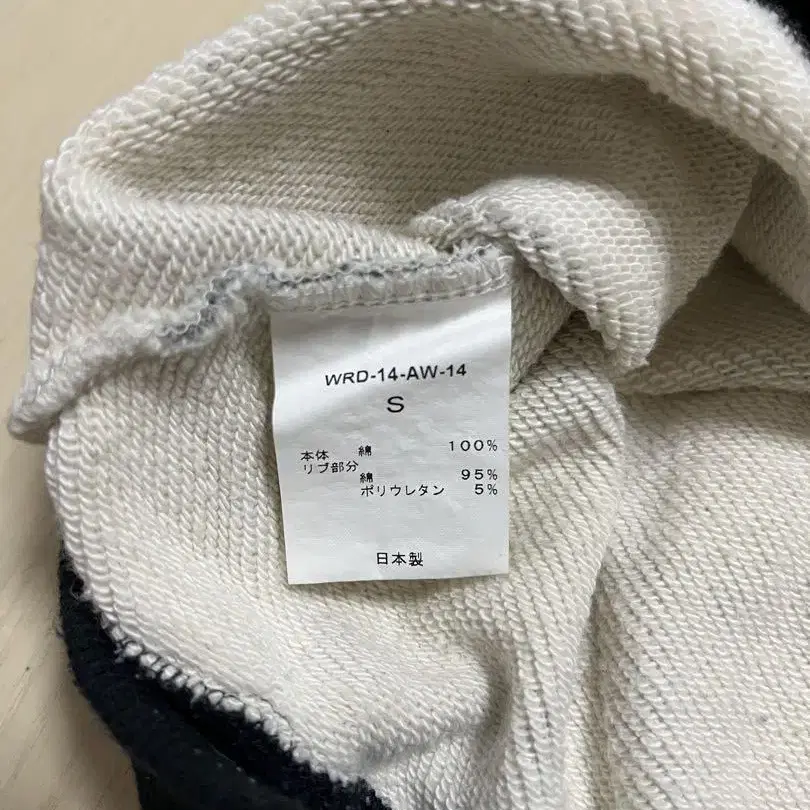 WRD-14-AW-14
S
本体 綿 100%
リブ部分
綿 95%
ポリウレタン 5%
日本製